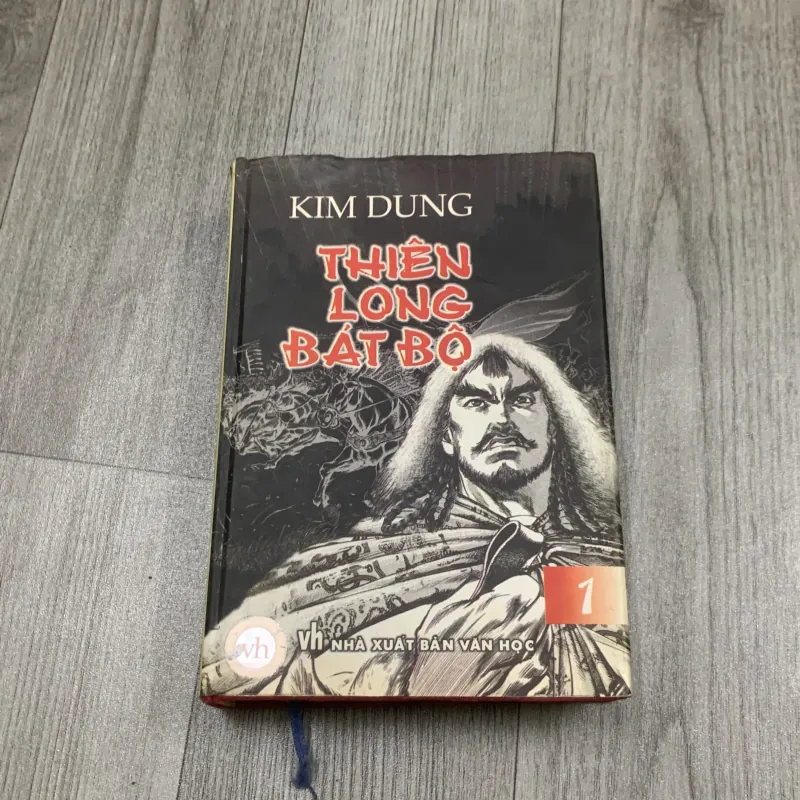 KIM DUNG
THIÊN
LONG
BÁT BỘ
1
vh NHÀ XUẤT BẢN VĂN HỌC
vh